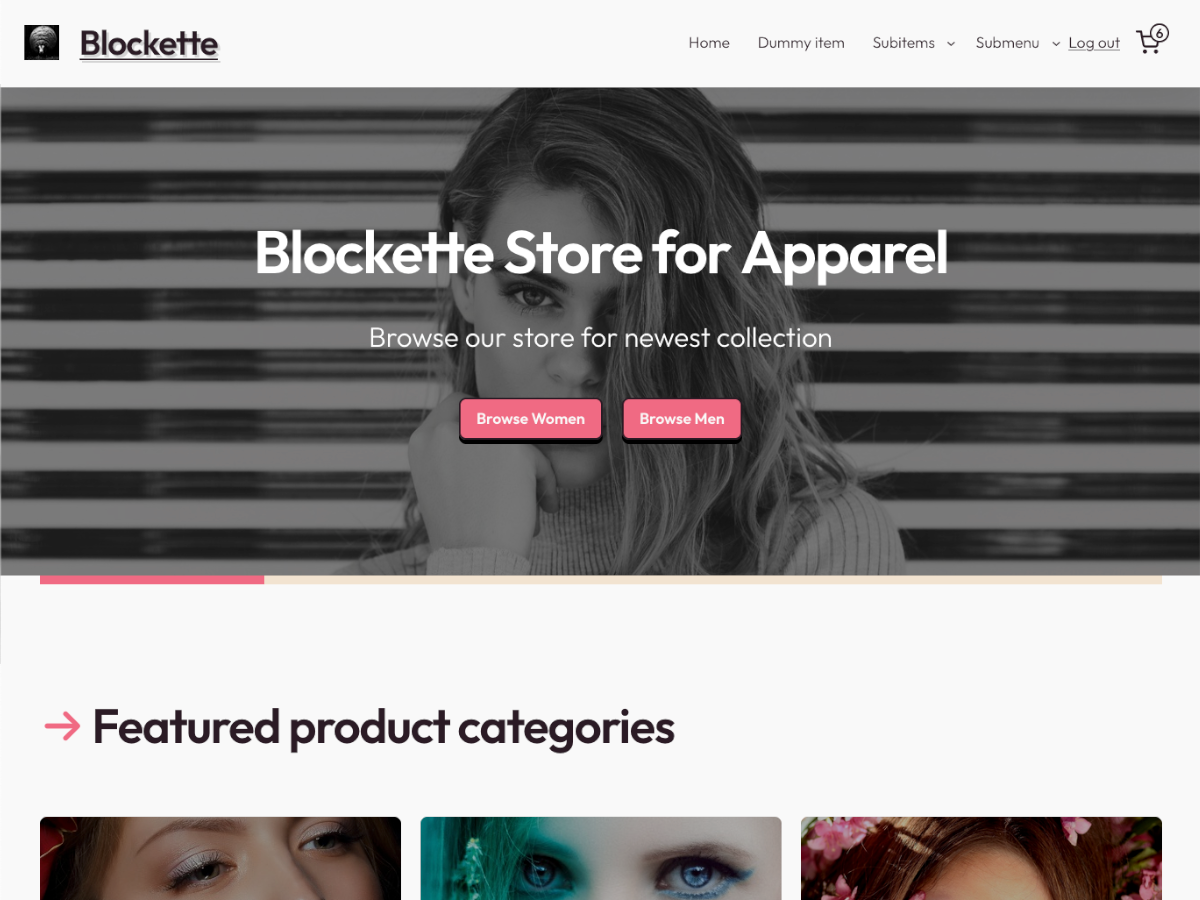 Blockette
Home Dummy item Subitems Submenu Log out 6
Blockette Store for Apparel
Browse our store for newest collection
Browse Women Browse Men
Featured product categories